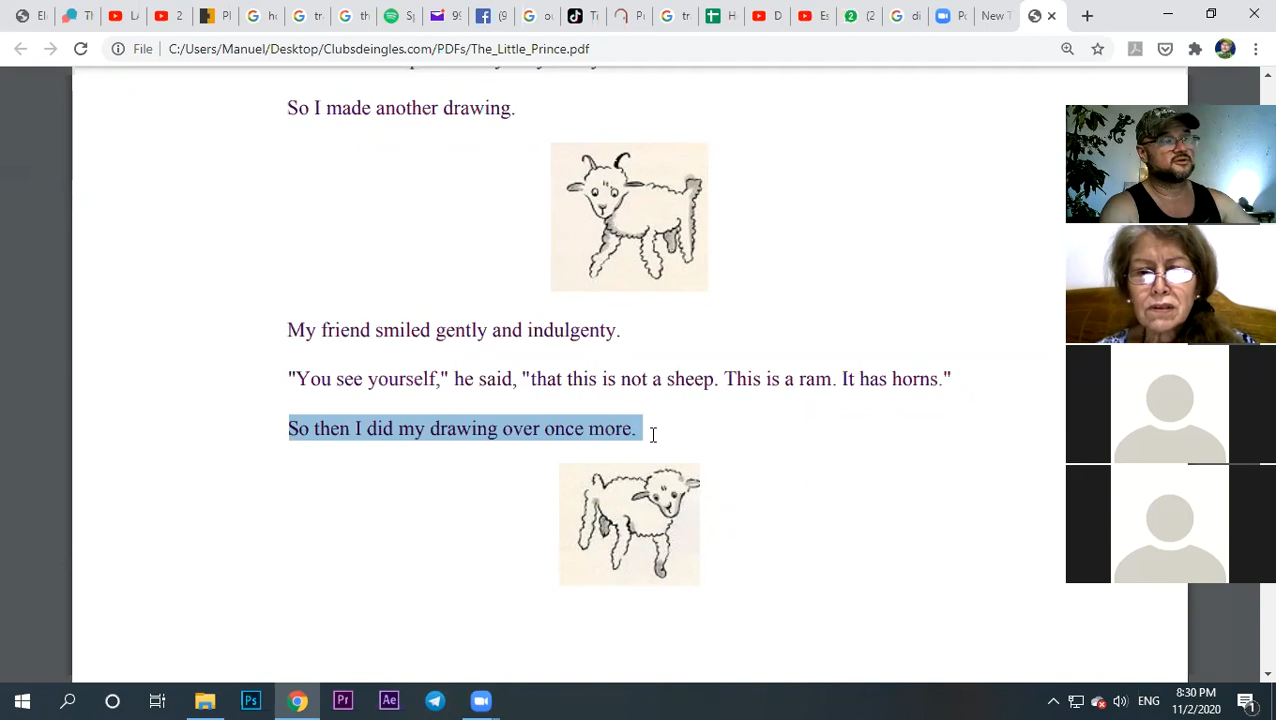 File
C:/Users/Manuel/Desktop/Clubsdeingles.com/PDFs/The_Little_Prince.pdf
So I made another drawing.
My friend smiled gently and indulgenty.
"You see yourself," he said, "that this is not a sheep. This is a ram. It has horns."
So then I did my drawing over once more.
ENG
8:30 PM
11/2/2020